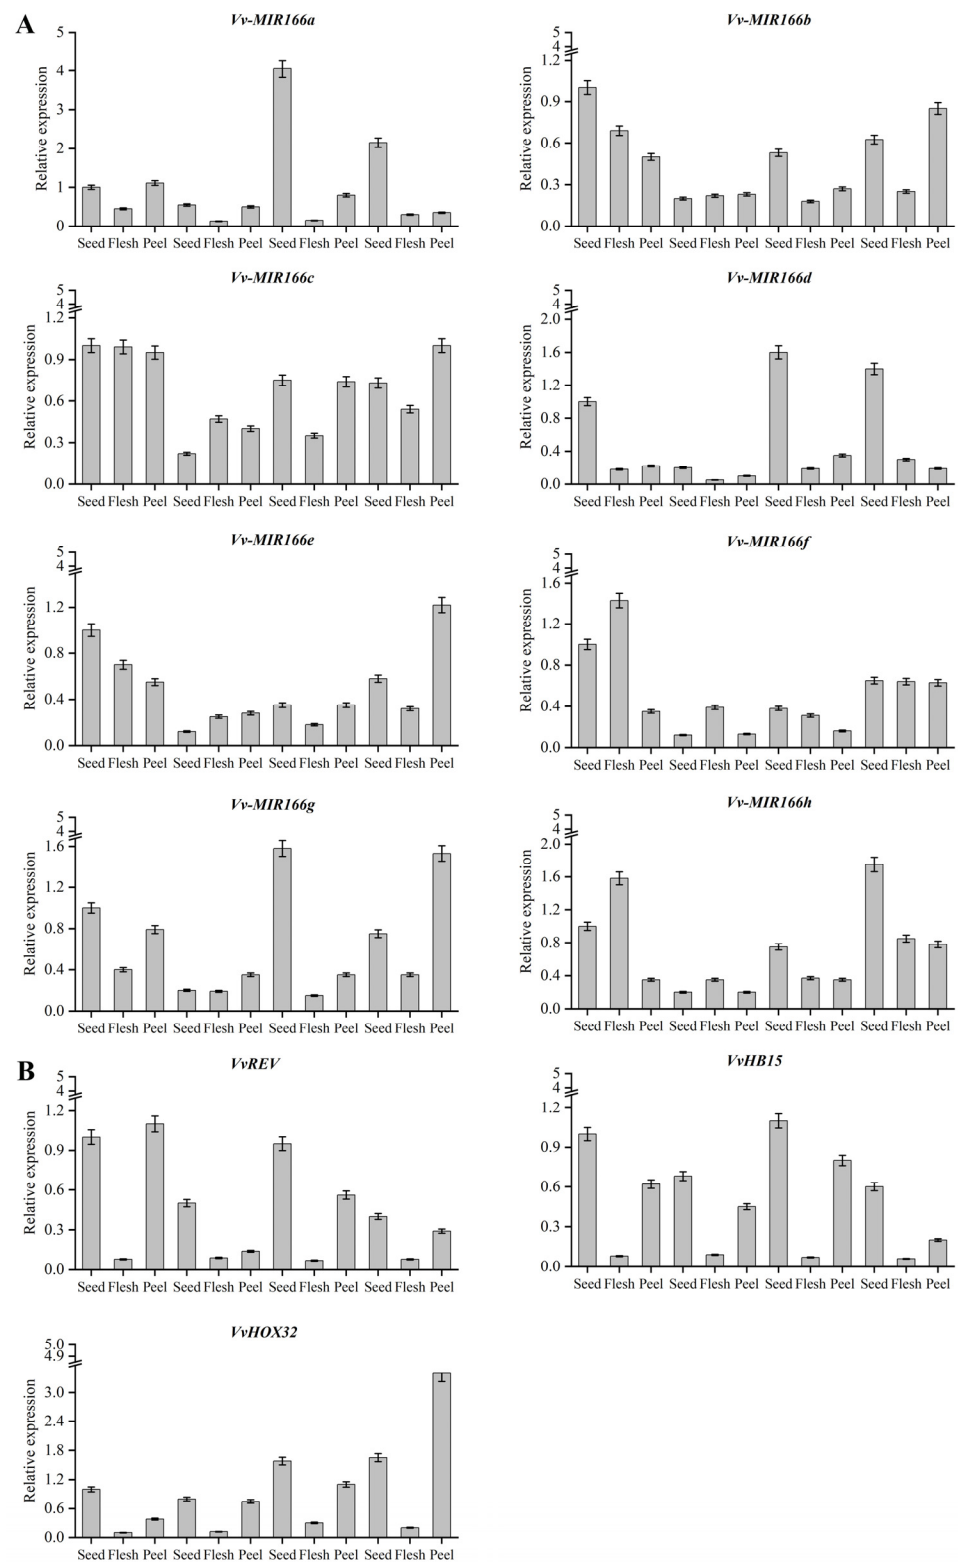 A
Vv-MIR166a
Relative expression
5
4
3
2
1
0
Seed Flesh Peel Seed Flesh Peel Seed Flesh Peel Seed Flesh Peel
Vv-MIR166b
Relative expression
5
4
1.2
0.9
0.6
0.3
0.0
Seed Flesh Peel Seed Flesh Peel Seed Flesh Peel Seed Flesh Peel
Vv-MIR166c
Relative expression
5
4
1.2
0.9
0.6
0.3
0.0
Seed Flesh Peel Seed Flesh Peel Seed Flesh Peel Seed Flesh Peel
Vv-MIR166d
Relative expression
5
4
2.0
1.6
1.2
0.8
0.4
0.0
Seed Flesh Peel Seed Flesh Peel Seed Flesh Peel Seed Flesh Peel
Vv-MIR166e
Relative expression
5
4
1.2
0.8
0.4
0.0
Seed Flesh Peel Seed Flesh Peel Seed Flesh Peel Seed Flesh Peel
Vv-MIR166f
Relative expression
5
4
1.6
1.2
0.8
0.4
0.0
Seed Flesh Peel Seed Flesh Peel Seed Flesh Peel Seed Flesh Peel
Vv-MIR166g
Relative expression
5
4
1.6
1.2
0.8
0.4
0.0
Seed Flesh Peel Seed Flesh Peel Seed Flesh Peel Seed Flesh Peel
Vv-MIR166h
Relative expression
5
4
2.0
1.6
1.2
0.8
0.4
0.0
Seed Flesh Peel Seed Flesh Peel Seed Flesh Peel Seed Flesh Peel
B
VvREV
Relative expression
5
4
1.2
0.9
0.6
0.3
0.0
Seed Flesh Peel Seed Flesh Peel Seed Flesh Peel Seed Flesh Peel
VvHB15
Relative expression
5
4
1.2
0.9
0.6
0.3
0.0
Seed Flesh Peel Seed Flesh Peel Seed Flesh Peel Seed Flesh Peel
VvHOX32
Relative expression
5.0
4.9
3.0
2.4
1.8
1.2
0.6
0.0
Seed Flesh Peel Seed Flesh Peel Seed Flesh Peel Seed Flesh Peel